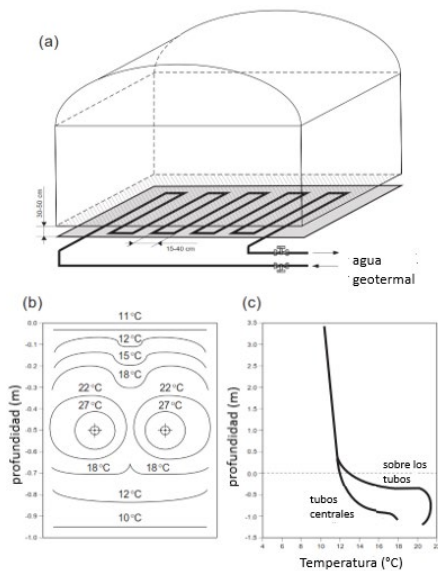 (a)
30-50 cm
15-40 cm
agua
geotermal
(b)
11°C
0.0
-0.1
-0.2
-0.3
-0.4
-0.5
-0.6
-0.7
-0.8
-0.9
-1.0
profundidad (m)
12°C
15°C
18°C
22°C 22°C
27°C 27°C
18°C 18°C
12°C
10°C
(c)
3.5
3.0
2.5
2.0
1.5
1.0
0.5
0.0
-0.5
-1.0
-1.5
profundidad (m)
sobre los
tubos
tubos
centrales
4 6 8 10 12 14 16 18 20 22
Temperatura (°C)